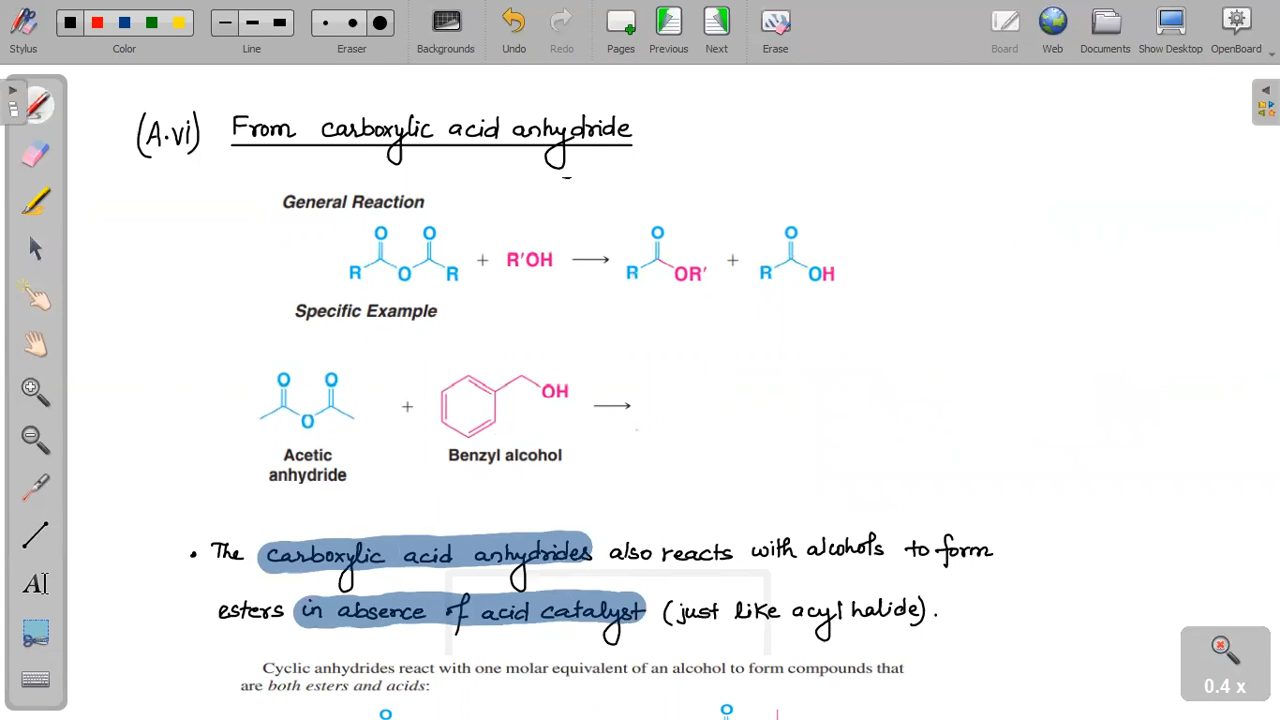 Stylus Color Line Eraser Backgrounds Undo Redo Pages Previous Next Erase Board Web Documents Show Desktop OpenBoard
(A.vi) From carboxylic acid anhydride
General Reaction
O O O O
R O R + R'OH → R OR' + R OH
Specific Example
O O
O + OH →
Acetic anhydride Benzyl alcohol
• The carboxylic acid anhydrides also reacts with alcohols to form
esters in absence of acid catalyst (just like acyl halide).
Cyclic anhydrides react with one molar equivalent of an alcohol to form compounds that
are both esters and acids:
O O
0.4 x